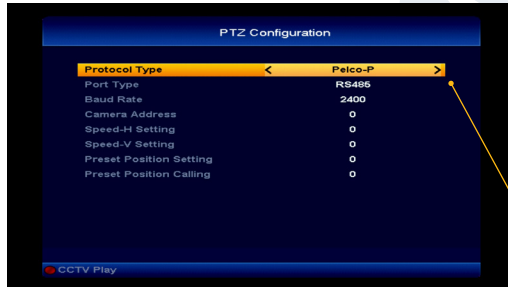 PTZ Configuration
Protocol Type < Pelco-P >
Port Type RS485
Baud Rate 2400
Camera Address 0
Speed-H Setting 0
Speed-V Setting 0
Preset Position Setting 0
Preset Position Calling 0
CCTV Play